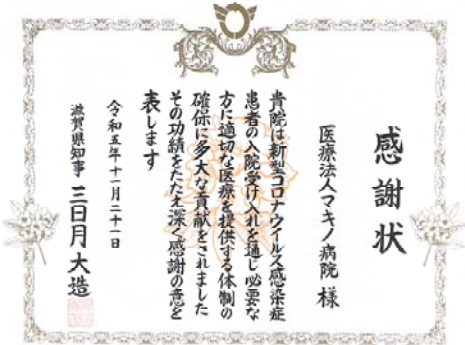 感謝状
医療法人マキノ病院 様
貴院は新型コロナウイルス感染症
患者の入院受け入れを通じ必要な
方に適切な医療を提供する体制の
確保に多大な貢献をされました
その功績をたたえ深く感謝の意を
表します
令和五年十一月二十一日
滋賀県知事 三日月大造